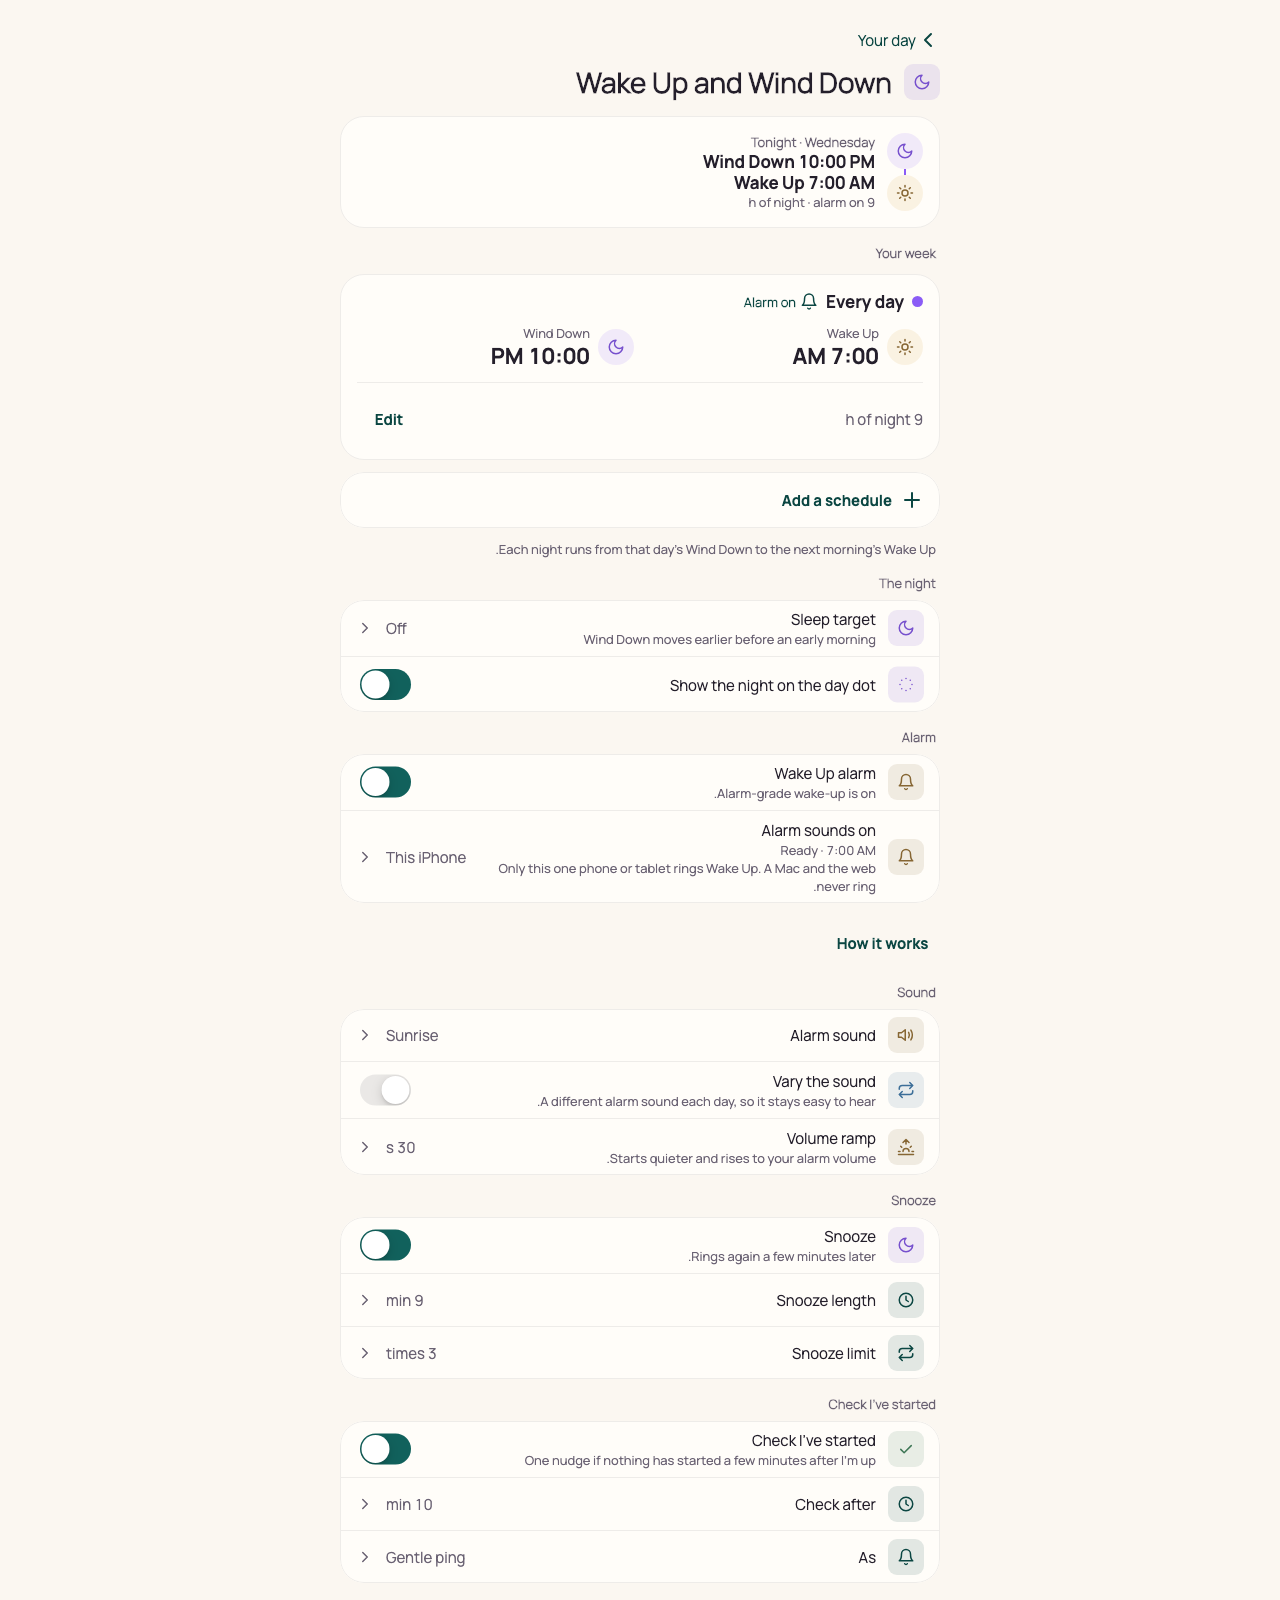 Your day
Wake Up and Wind Down
Tonight · Wednesday
Wind Down 10:00 PM
Wake Up 7:00 AM
h of night · alarm on 9
Your week
Every day Alarm on
Wake Up
AM 7:00
Wind Down
PM 10:00
h of night 9
Edit
Add a schedule
.Each night runs from that day's Wind Down to the next morning's Wake Up
The night
Sleep target
Wind Down moves earlier before an early morning
Off
Show the night on the day dot
Alarm
Wake Up alarm
.Alarm-grade wake-up is on
Alarm sounds on
Ready · 7:00 AM
Only this one phone or tablet rings Wake Up. A Mac and the web
.never ring
This iPhone
How it works
Sound
Alarm sound
Sunrise
Vary the sound
.A different alarm sound each day, so it stays easy to hear
Volume ramp
.Starts quieter and rises to your alarm volume
s 30
Snooze
Snooze
.Rings again a few minutes later
Snooze length
min 9
Snooze limit
times 3
Check I've started
Check I've started
One nudge if nothing has started a few minutes after I'm up
Check after
min 10
As
Gentle ping